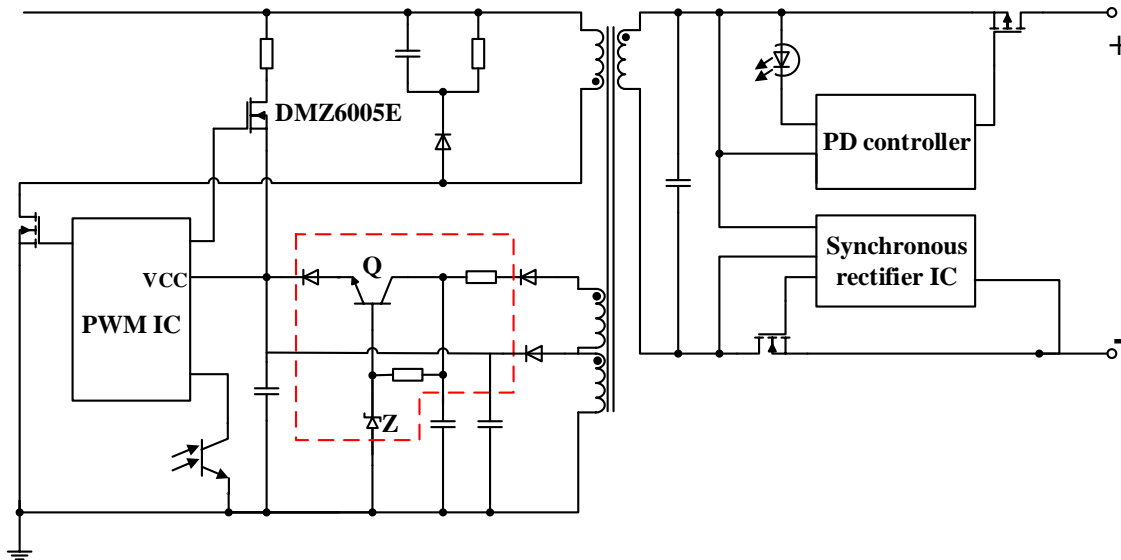 +
DMZ6005E
PD controller
Q
VCC
Synchronous
rectifier IC
PWM IC
-
Z